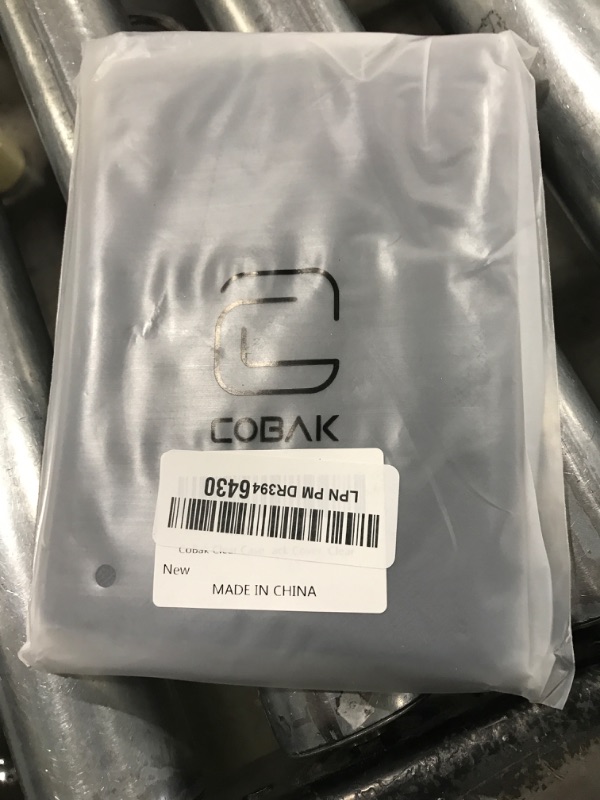 COBAK
LPN PM DR3946430
New
MADE IN CHINA